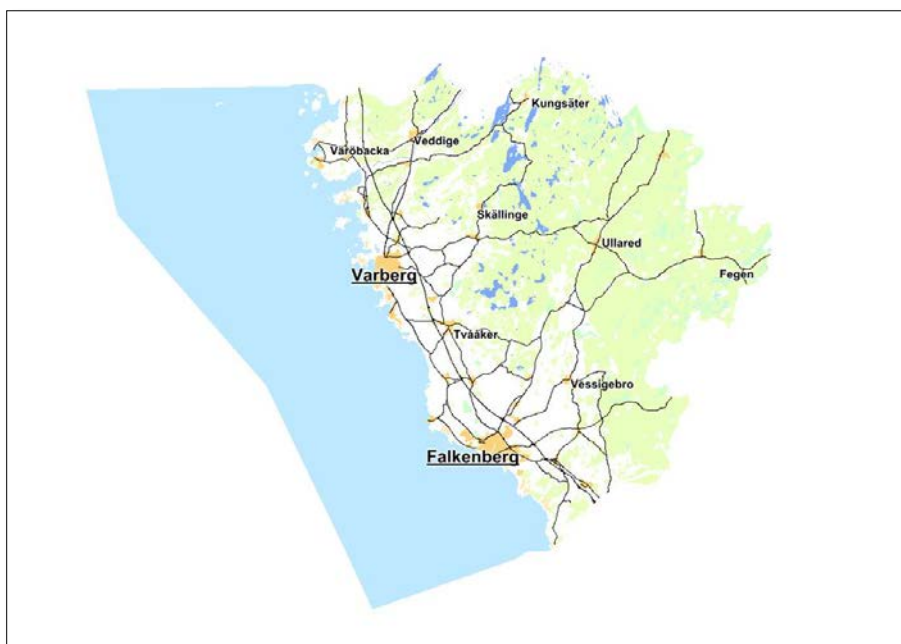 Kungsäter
Veddige
Väröbacka
Skällinge
Ullared
Fegen
Varberg
Tvååker
Vessigebro
Falkenberg